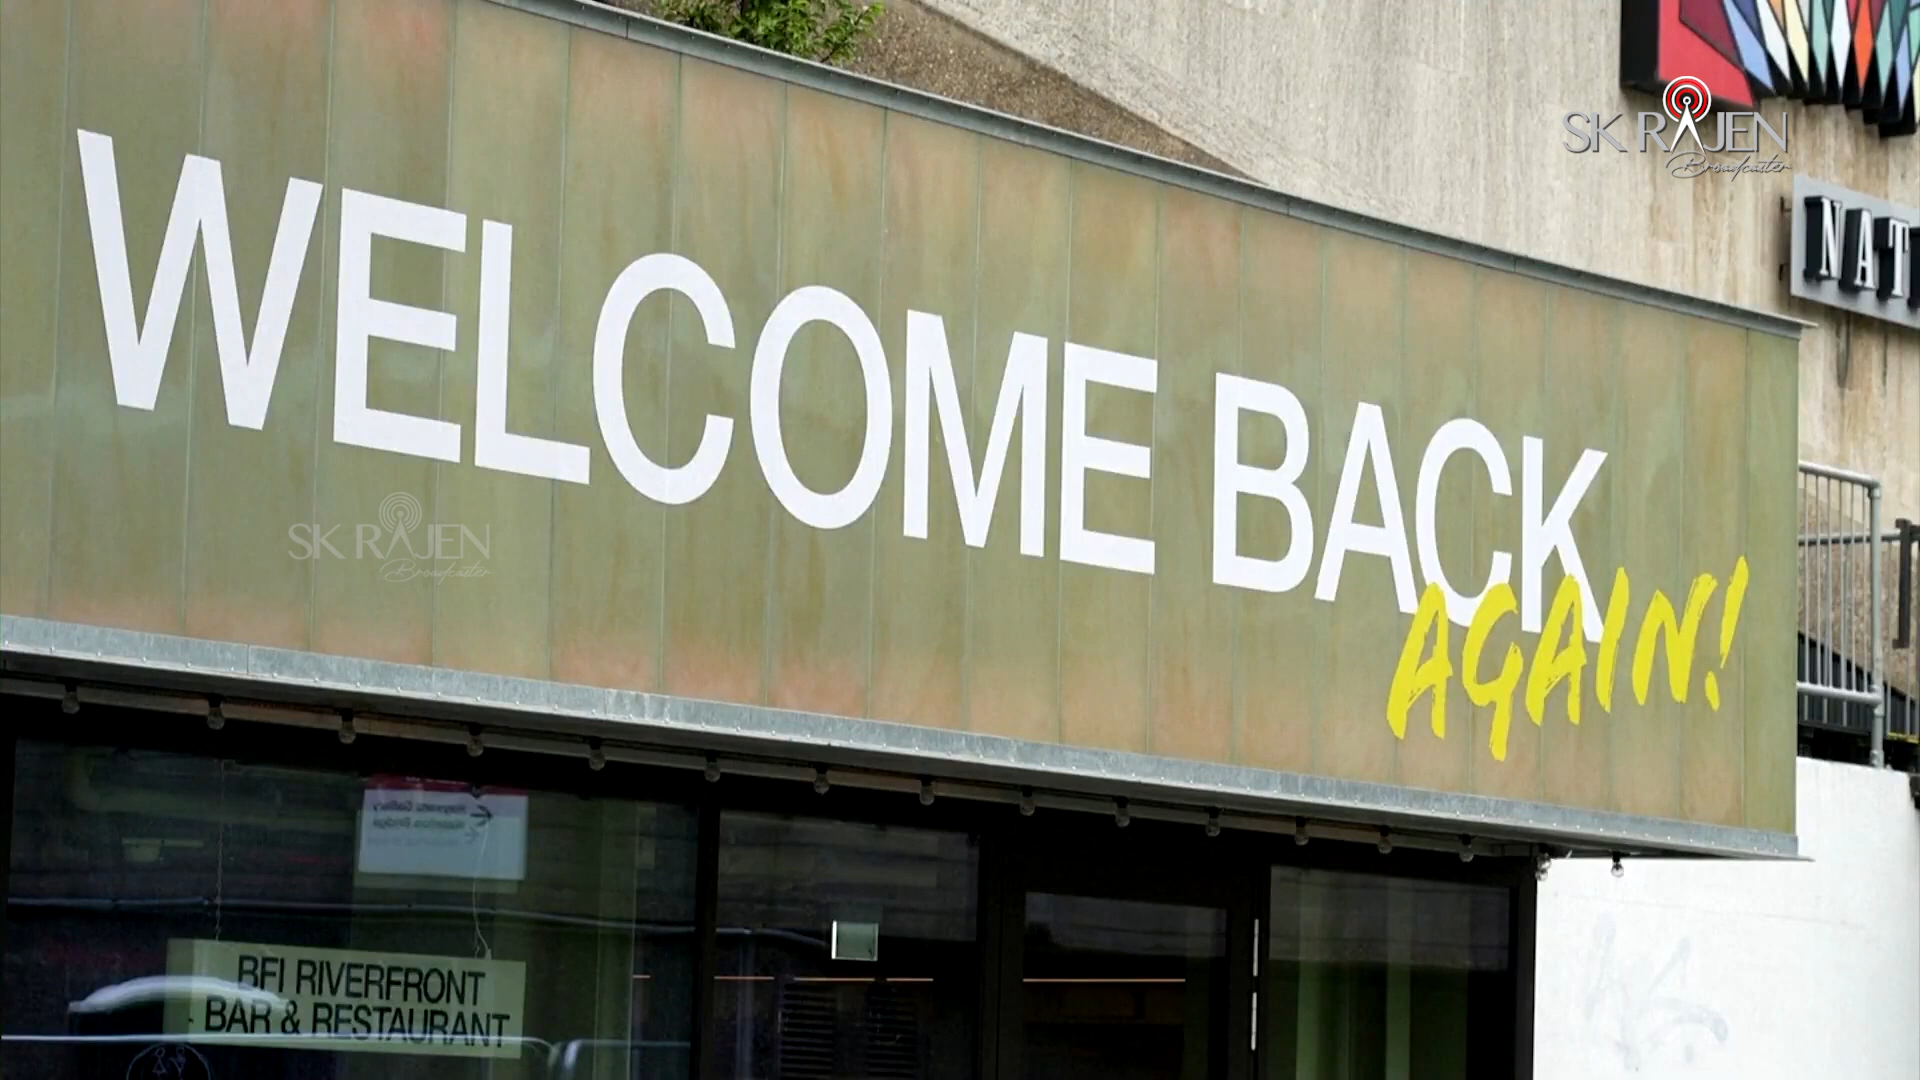 SK RAJEN
Broadcaster
NAT
WELCOME BACK
AGAIN!
SK RAJEN
Broadcaster
BFI RIVERFRONT
BAR & RESTAURANT